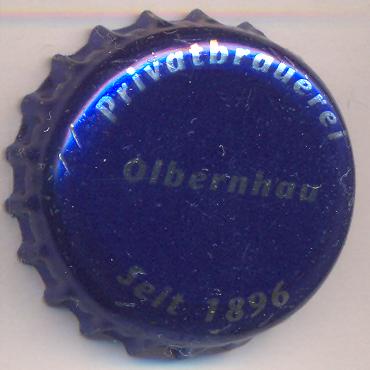 Privatbrauerei
Olbernhau
Seit 1896